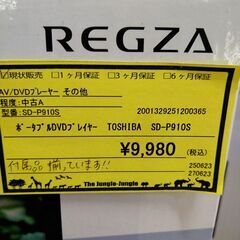 REGZA
☑現状販売 □1ヶ月保証 □3ヶ月保証 □6ヶ月保証
AV/DVDプレーヤー その他
程度:中古A
型番:SD-P910S 2001329251200365
ポータブルDVDプレイヤー TOSHIBA SD-P910S
¥9,980 (税込)
付属品 揃っています!!
250623
270623
The Jungle-Jungle